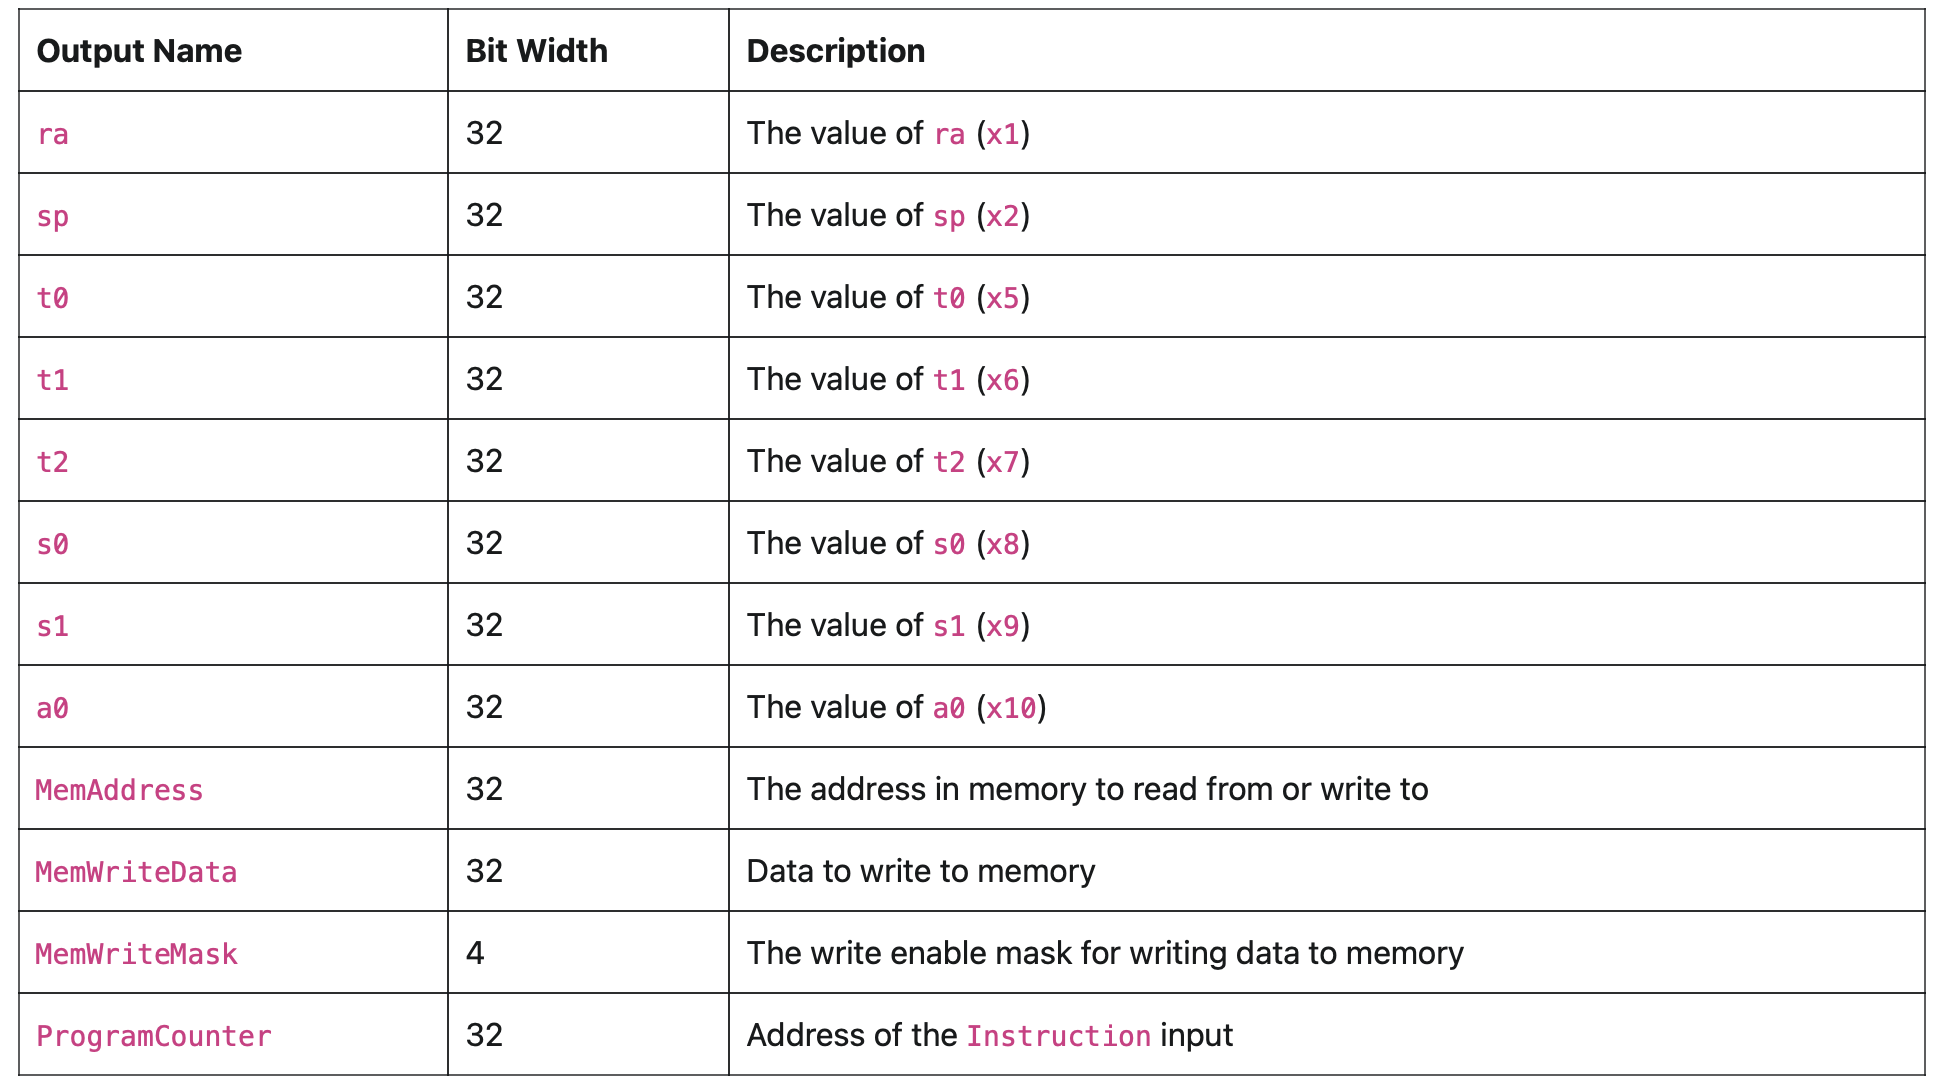 Output Name Bit Width Description
ra 32 The value of ra (x1)
sp 32 The value of sp (x2)
t0 32 The value of t0 (x5)
t1 32 The value of t1 (x6)
t2 32 The value of t2 (x7)
s0 32 The value of s0 (x8)
s1 32 The value of s1 (x9)
a0 32 The value of a0 (x10)
MemAddress 32 The address in memory to read from or write to
MemWriteData 32 Data to write to memory
MemWriteMask 4 The write enable mask for writing data to memory
ProgramCounter 32 Address of the Instruction input